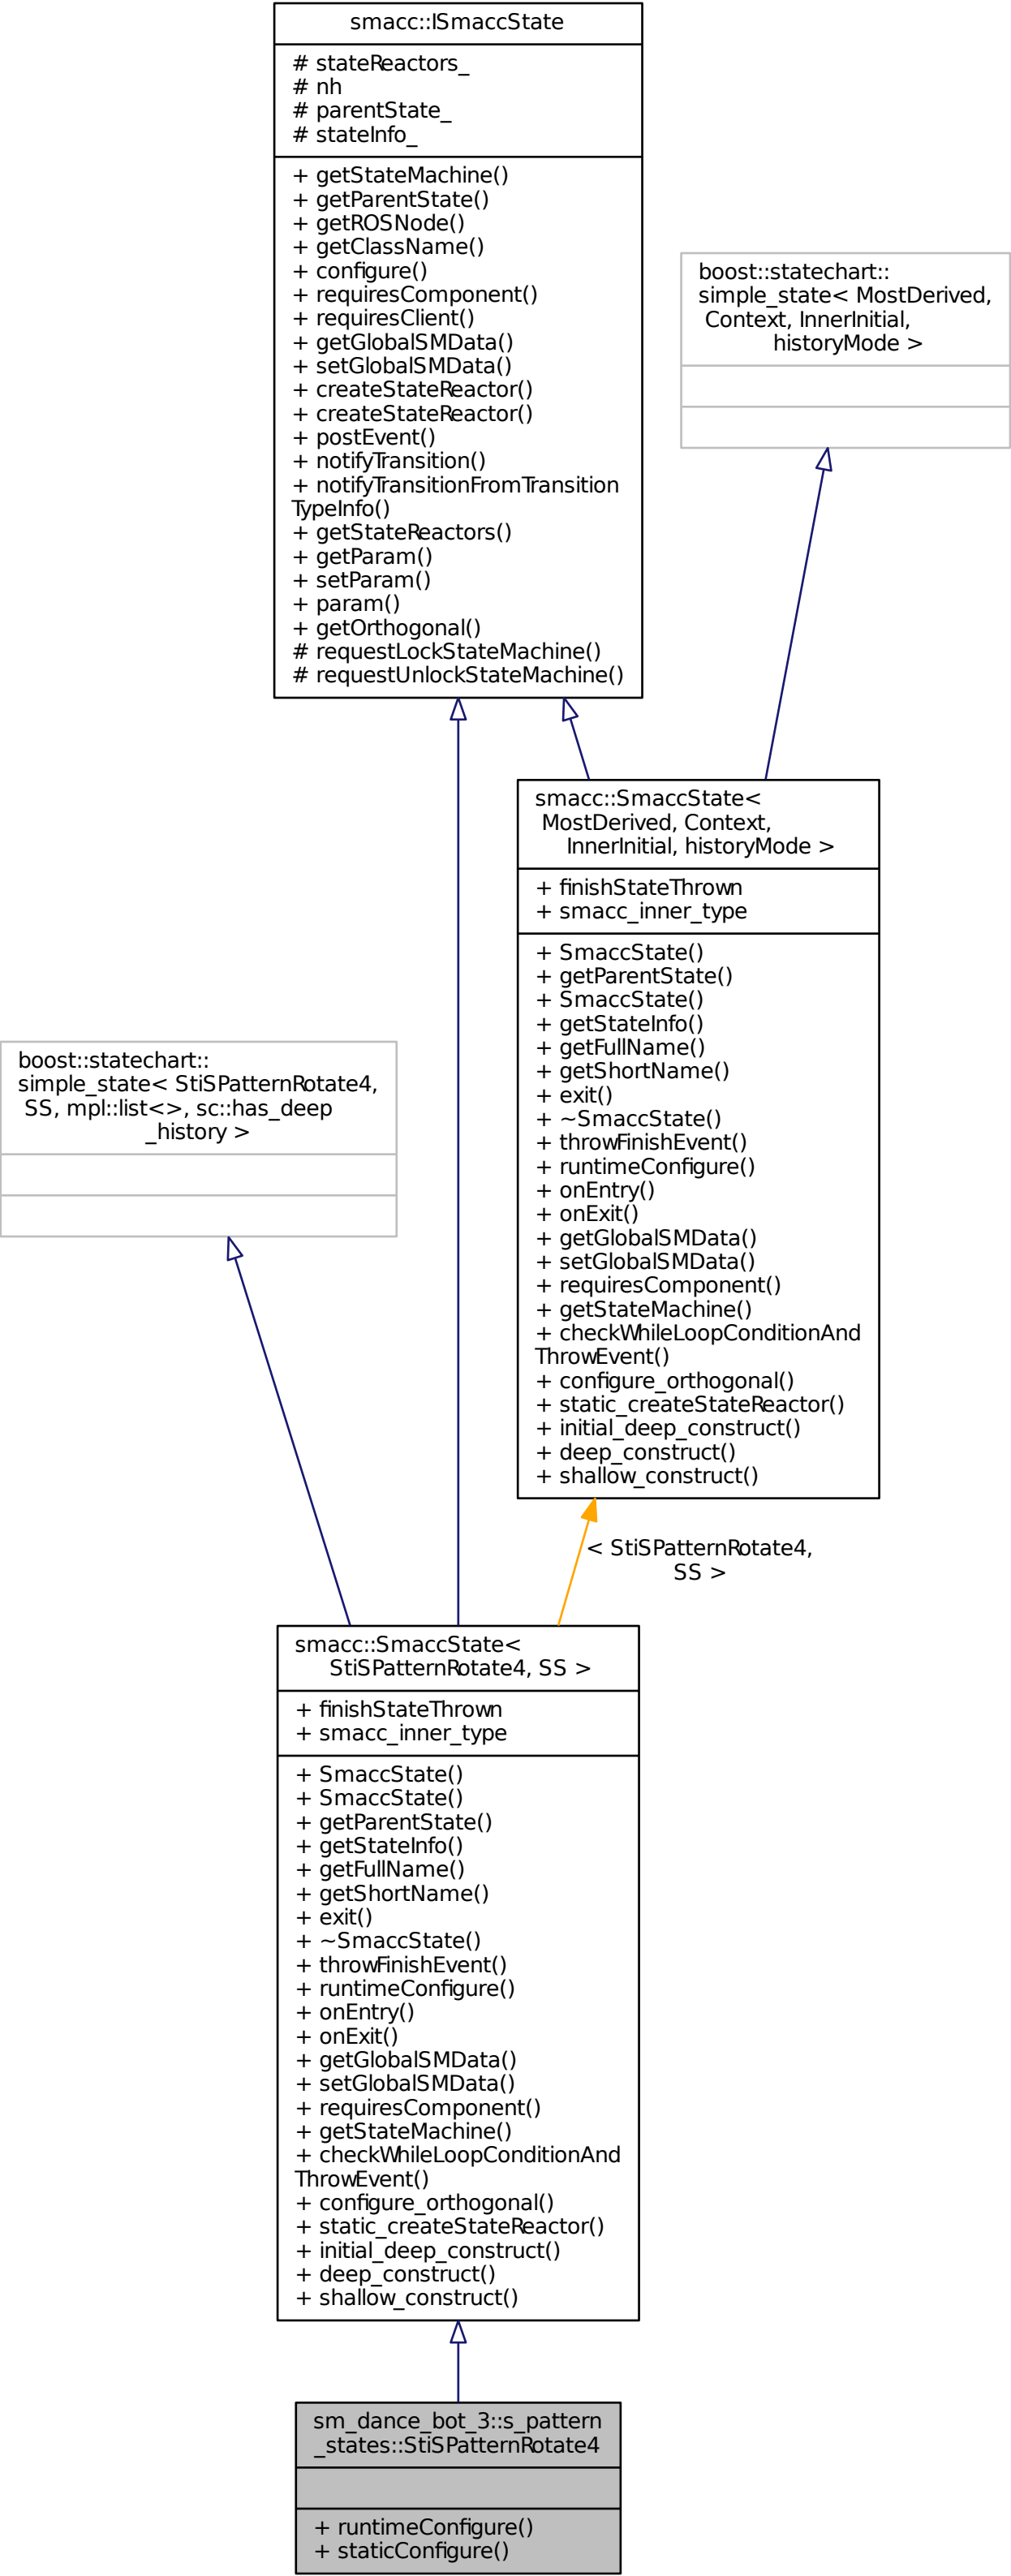 smacc::ISmaccState
# stateReactors_
# nh
# parentState_
# stateInfo_
+ getStateMachine()
+ getParentState()
+ getROSNode()
+ getClassName()
+ configure()
+ requiresComponent()
+ requiresClient()
+ getGlobalSMData()
+ setGlobalSMData()
+ createStateReactor()
+ createStateReactor()
+ postEvent()
+ notifyTransition()
+ notifyTransitionFromTransition
TypeInfo()
+ getStateReactors()
+ getParam()
+ setParam()
+ param()
+ getOrthogonal()
# requestLockStateMachine()
# requestUnlockStateMachine()
boost::statechart::
simple_state< MostDerived,
Context, InnerInitial,
historyMode >
smacc::SmaccState<
MostDerived, Context,
InnerInitial, historyMode >
+ finishStateThrown
+ smacc_inner_type
+ SmaccState()
+ getParentState()
+ SmaccState()
+ getStateInfo()
+ getFullName()
+ getShortName()
+ exit()
+ ~SmaccState()
+ throwFinishEvent()
+ runtimeConfigure()
+ onEntry()
+ onExit()
+ getGlobalSMData()
+ setGlobalSMData()
+ requiresComponent()
+ getStateMachine()
+ checkWhileLoopConditionAnd
ThrowEvent()
+ configure_orthogonal()
+ static_createStateReactor()
+ initial_deep_construct()
+ deep_construct()
+ shallow_construct()
boost::statechart::
simple_state< StiSPatternRotate4,
SS, mpl::list<>, sc::has_deep
_history >
< StiSPatternRotate4,
SS >
smacc::SmaccState<
StiSPatternRotate4, SS >
+ finishStateThrown
+ smacc_inner_type
+ SmaccState()
+ SmaccState()
+ getParentState()
+ getStateInfo()
+ getFullName()
+ getShortName()
+ exit()
+ ~SmaccState()
+ throwFinishEvent()
+ runtimeConfigure()
+ onEntry()
+ onExit()
+ getGlobalSMData()
+ setGlobalSMData()
+ requiresComponent()
+ getStateMachine()
+ checkWhileLoopConditionAnd
ThrowEvent()
+ configure_orthogonal()
+ static_createStateReactor()
+ initial_deep_construct()
+ deep_construct()
+ shallow_construct()
sm_dance_bot_3::s_pattern
_states::StiSPatternRotate4
+ runtimeConfigure()
+ staticConfigure()